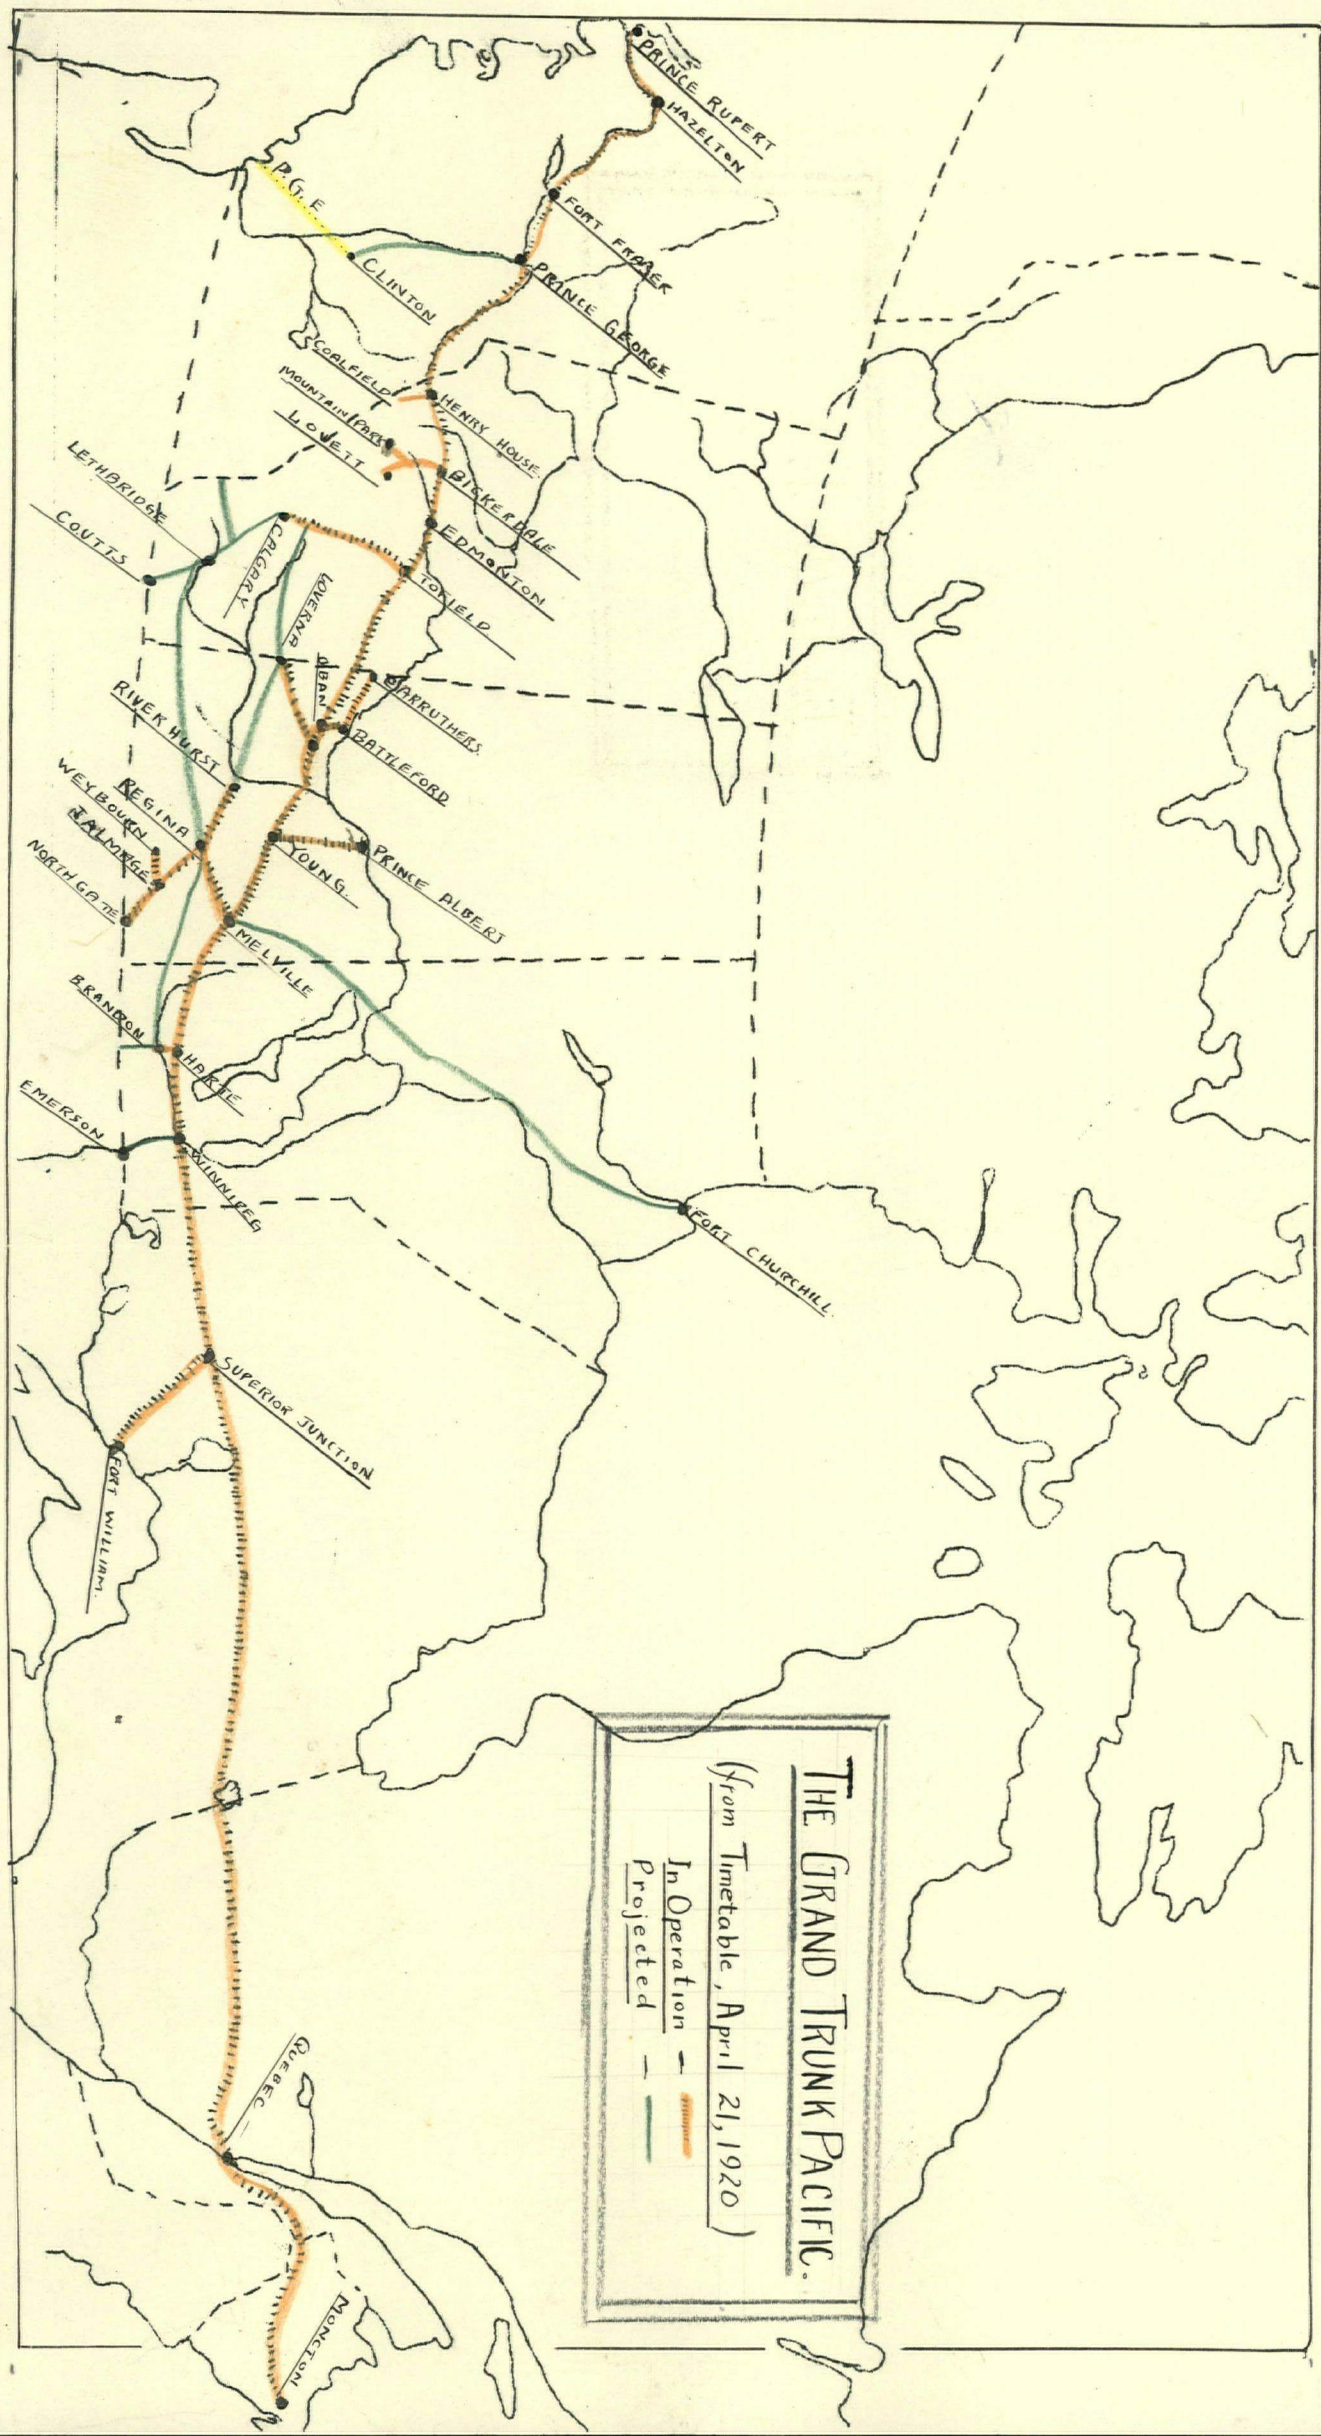 THE GRAND TRUNK PACIFIC.
(from Timetable, April 21, 1920)
In Operation –
Projected –
PRINCE RUPERT
HAZELTON
FORT FRASER
PRINCE GEORGE
P.G.E
CLINTON
COALFIELD
MOUNTAIN PARK
LOVETT
HENRY HOUSE
BICKERDALE
EDMONTON
TOFIELD
LETHBRIDGE
COUTTS
CALGARY
LOVERNA
OBAN
CARRUTHERS
BATTLEFORD
RIVERHURST
REGINA
WEYBOURN
TALMAGE
NORTHGATE
YOUNG.
PRINCE ALBERT
MELVILLE
BRANDON
HARTE
EMERSON
WINNIPEG
FORT CHURCHILL
SUPERIOR JUNCTION
FORT WILLIAM.
QUEBEC
MONCTON